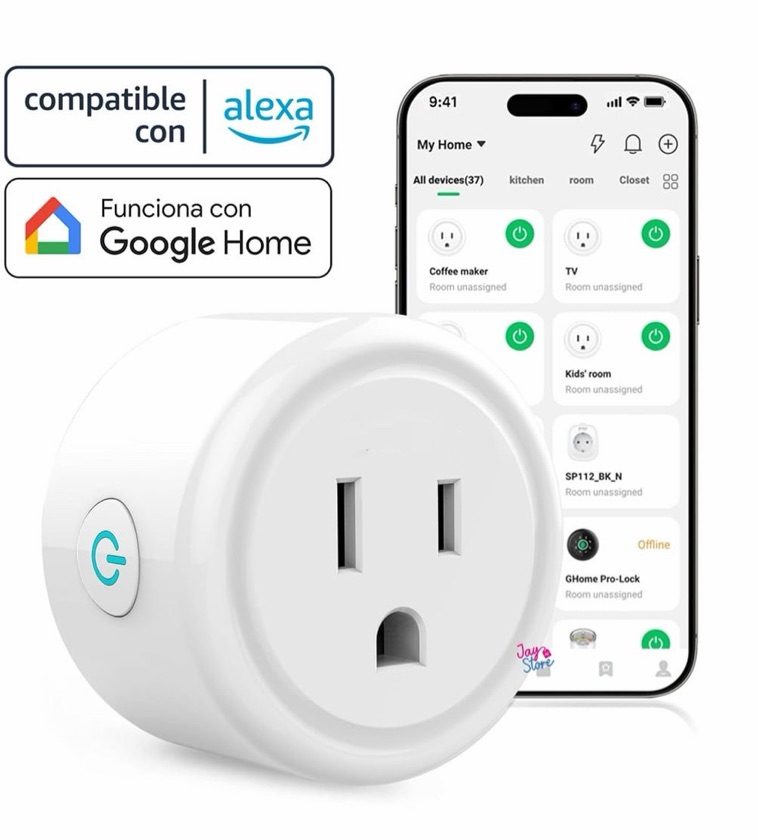 compatible
con
alexa
Funciona con
Google Home
9:41
My Home
All devices(37)
kitchen
room
Closet
Coffee maker
Room unassigned
TV
Room unassigned
Kids' room
Room unassigned
SP112_BK_N
Room unassigned
Offline
GHome Pro-Lock
Room unassigned
Jay
Store